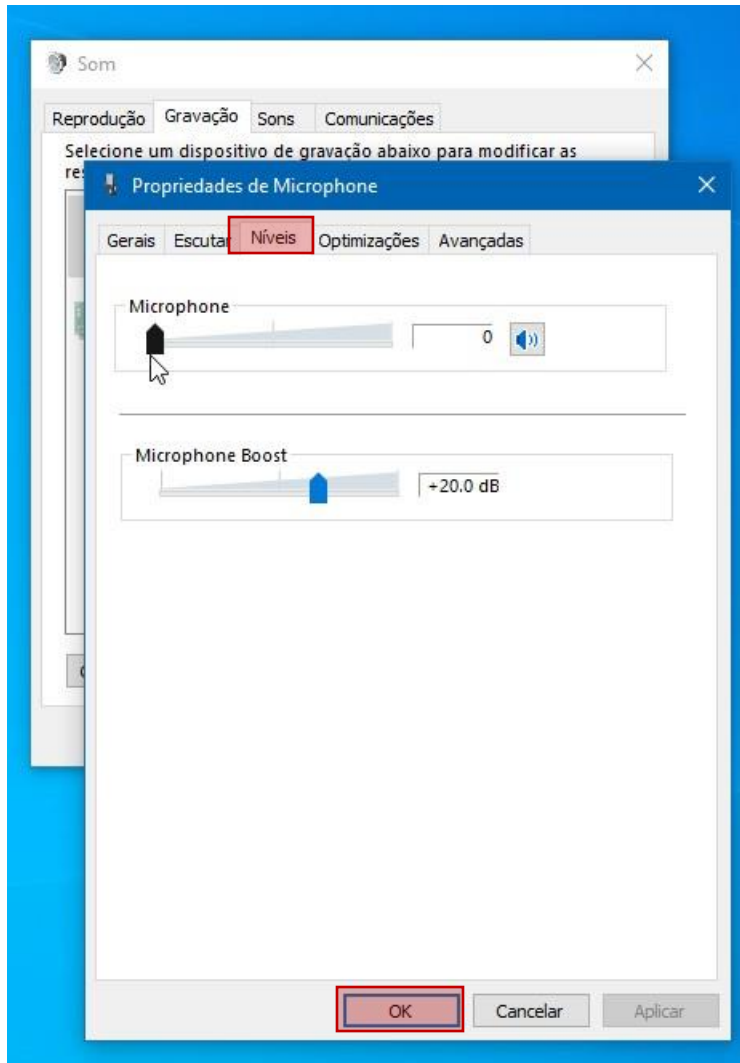 Som
Reprodução Gravação Sons Comunicações
Selecione um dispositivo de gravação abaixo para modificar as
Propriedades de Microphone
Gerais Escutar Níveis Optimizações Avançadas
Microphone
0
Microphone Boost
+20.0 dB
OK Cancelar Aplicar